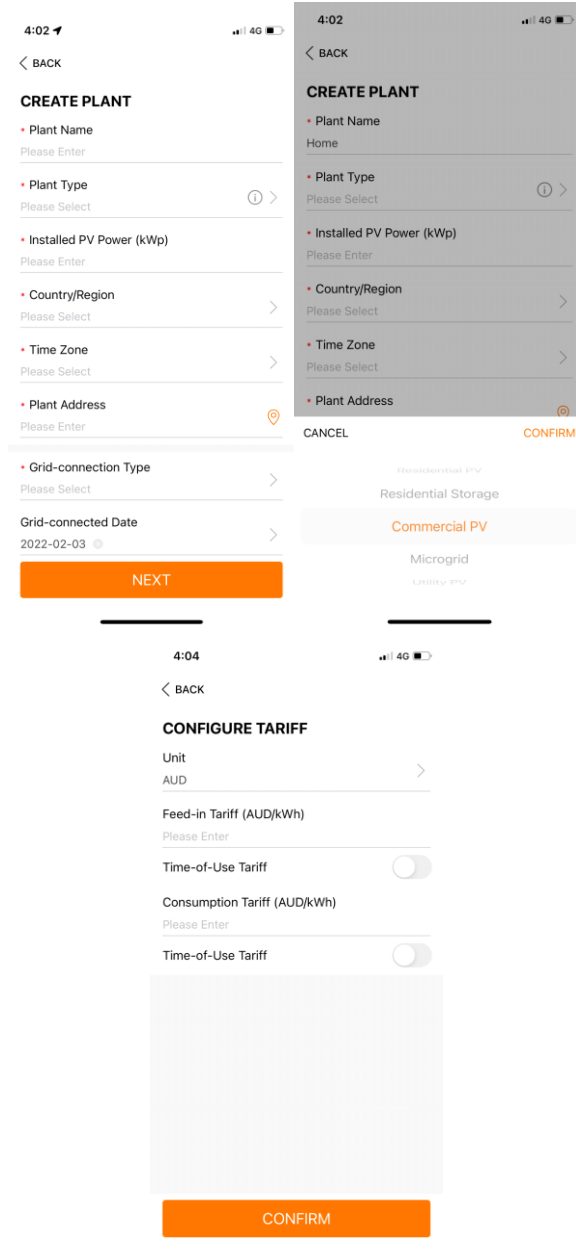 4:02
4G
BACK
CREATE PLANT
* Plant Name
Please Enter
* Plant Type
Please Select
* Installed PV Power (kWp)
Please Enter
* Country/Region
Please Select
* Time Zone
Please Select
* Plant Address
Please Enter
* Grid-connection Type
Please Select
Grid-connected Date
2022-02-03
NEXT
4:02
4G
BACK
CREATE PLANT
* Plant Name
Home
* Plant Type
Please Select
* Installed PV Power (kWp)
Please Enter
* Country/Region
Please Select
* Time Zone
Please Select
* Plant Address
CANCEL
CONFIRM
Residential PV
Residential Storage
Commercial PV
Microgrid
Utility PV
4:04
4G
BACK
CONFIGURE TARIFF
Unit
AUD
Feed-in Tariff (AUD/kWh)
Please Enter
Time-of-Use Tariff
Consumption Tariff (AUD/kWh)
Please Enter
Time-of-Use Tariff
CONFIRM